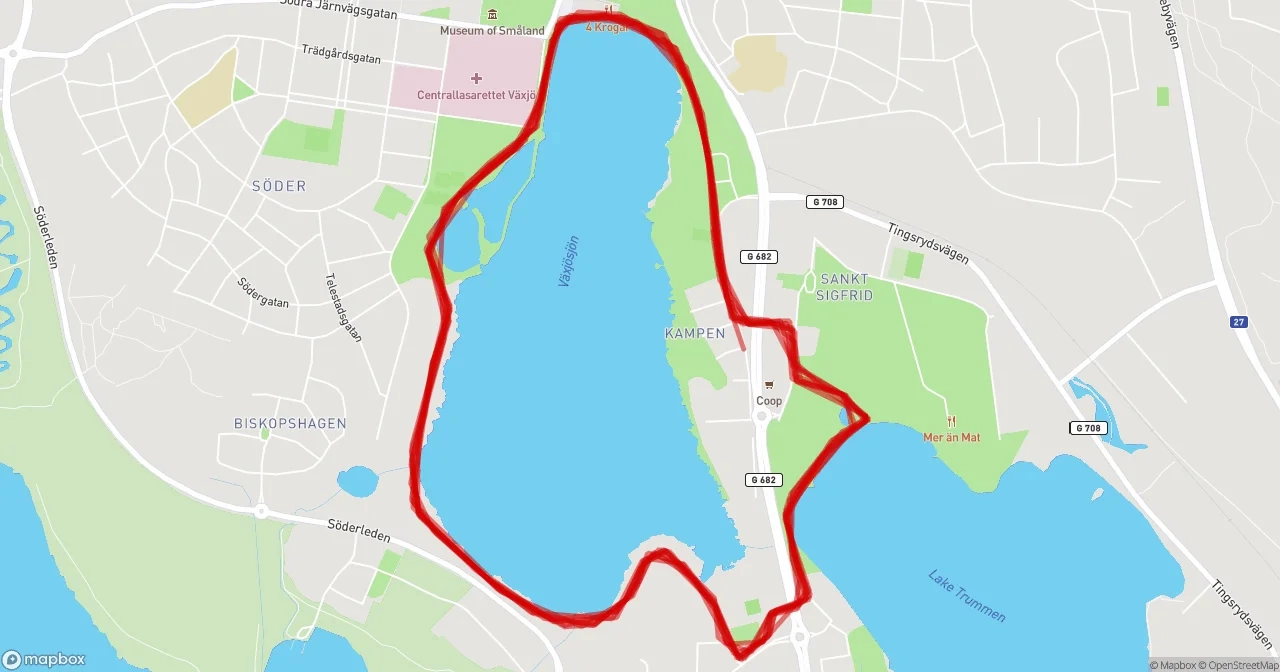 Södra Järnvägsgatan
Museum of Småland
4 Krogar
ebyvägen
Trädgårdsgatan
Centrallasarettet Växjö
SÖDER
G 708
Söderleden
Tingsrydsvägen
Växjösjön
G 682
SANKT
SIGFRID
Södergatan
Telestadsgatan
27
KAMPEN
Coop
BISKOPSHAGEN
Mer än Mat
G 708
G 682
Söderleden
Lake Trummen
Tingsrydsvägen
mapbox
© Mapbox © OpenStreetMap